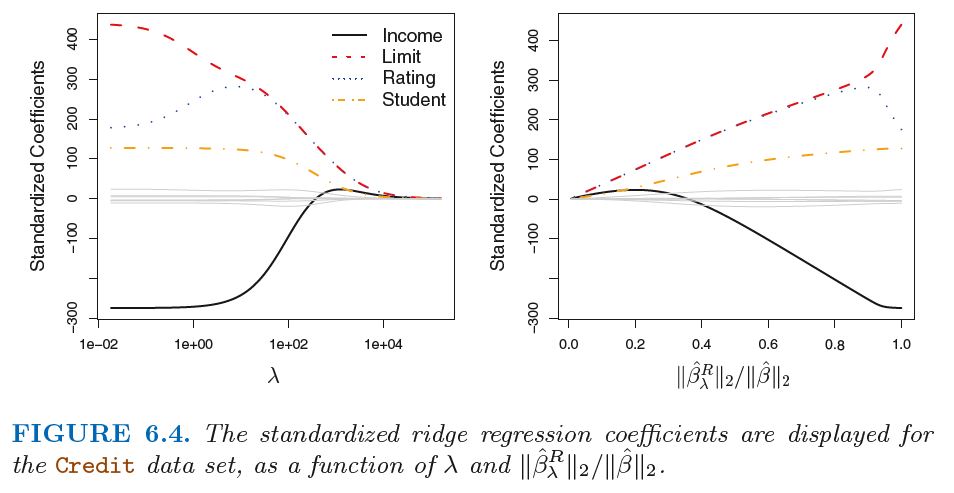 Standardized Coefficients
400
300
200
100
0
−100
−300
1e−02
1e+00
1e+02
1e+04
λ
Income
Limit
Rating
Student
Standardized Coefficients
400
300
200
100
0
−100
−300
0.0
0.2
0.4
0.6
0.8
1.0
‖β̂λᴿ‖₂/‖β̂‖₂
FIGURE 6.4. The standardized ridge regression coefficients are displayed for
the Credit data set, as a function of λ and ‖β̂λᴿ‖₂/‖β̂‖₂.